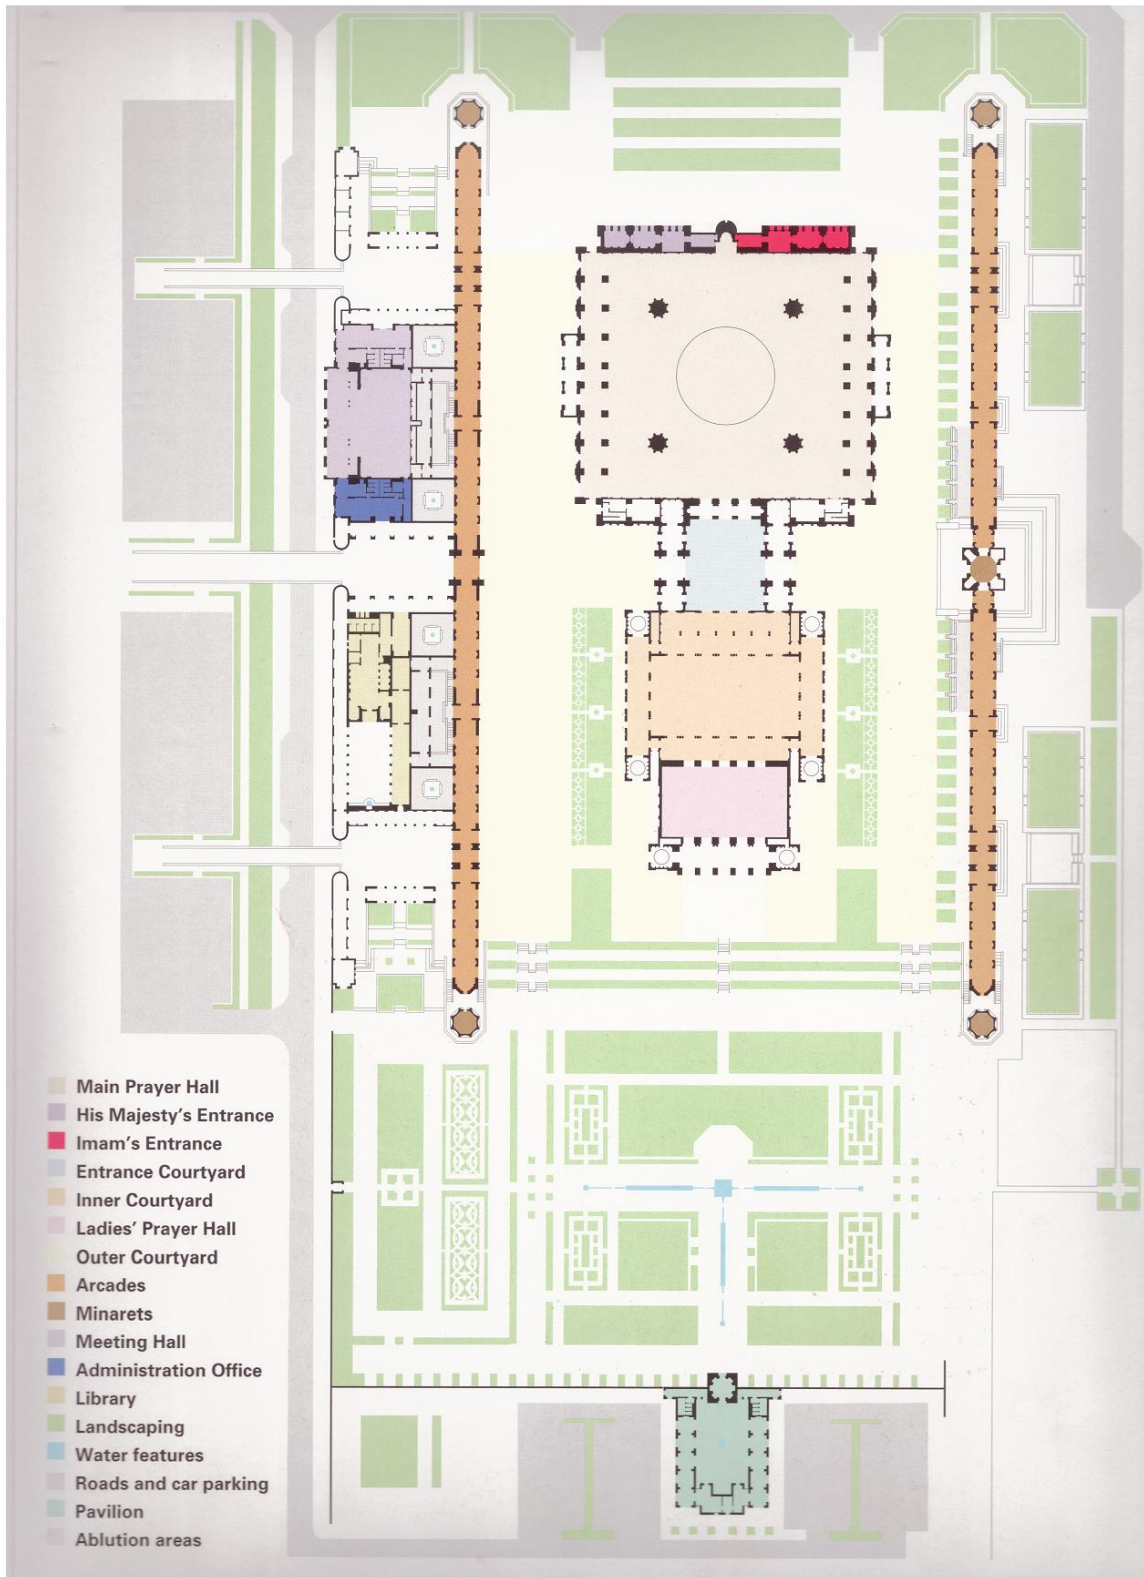 Main Prayer Hall
His Majesty's Entrance
Imam's Entrance
Entrance Courtyard
Inner Courtyard
Ladies' Prayer Hall
Outer Courtyard
Arcades
Minarets
Meeting Hall
Administration Office
Library
Landscaping
Water features
Roads and car parking
Pavilion
Ablution areas